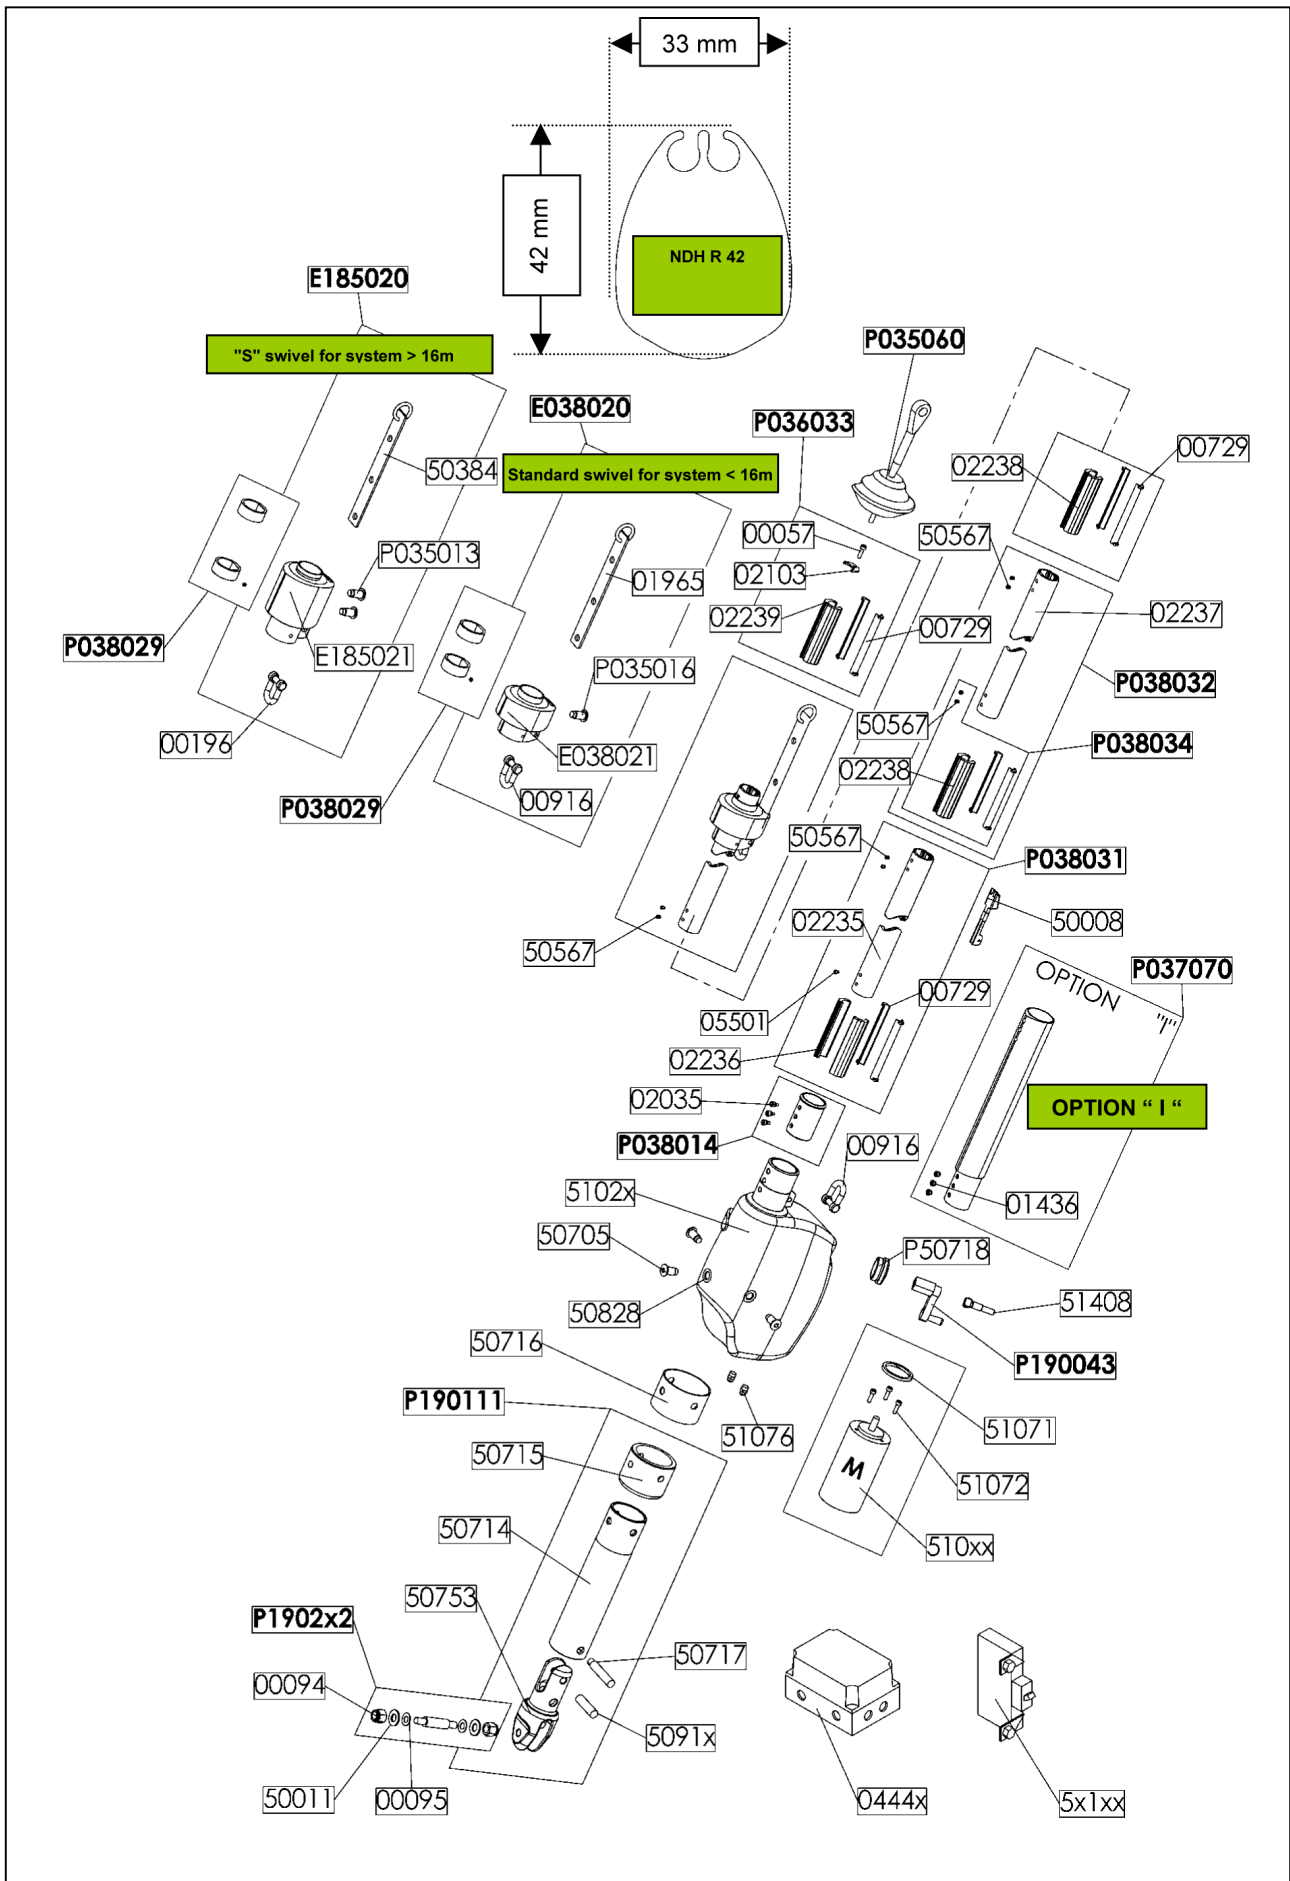 33 mm
42 mm
NDH R 42
E185020
"S" swivel for system > 16m
P035060
E038020
P036033
50384
Standard swivel for system < 16m
00729
02238
00057
50567
P035013
02103
01965
02239
00729
02237
P038029
E185021
P035016
P038032
50567
00196
E038021
P038034
02238
P038029
00916
50567
P038031
02235
50008
50567
P037070
OPTION
"I"
00729
05501
02236
OPTION “ I “
02035
P038014
00916
5102x
01436
50705
P50718
50828
51408
50716
P190043
P190111
51076
51071
50715
M
51072
50714
510xx
50753
P1902x2
50717
00094
5091x
50011
00095
0444x
5x1xx